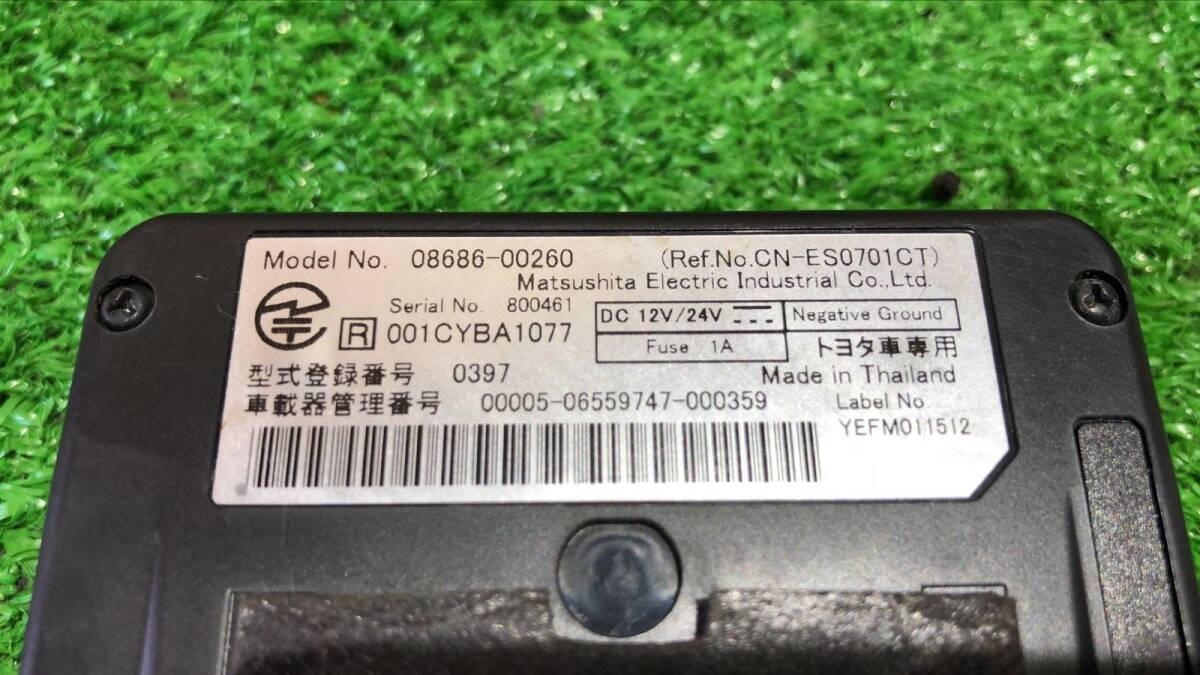 Model No. 08686-00260 (Ref.No.CN-ES0701CT)
Matsushita Electric Industrial Co.,Ltd.
Serial No. 800461
R 001CYBA1077
DC 12V/24V Negative Ground
Fuse 1A トヨタ車専用
型式登録番号 0397 Made in Thailand
車載器管理番号 00005-06559747-000359 Label No.
YEFM011512